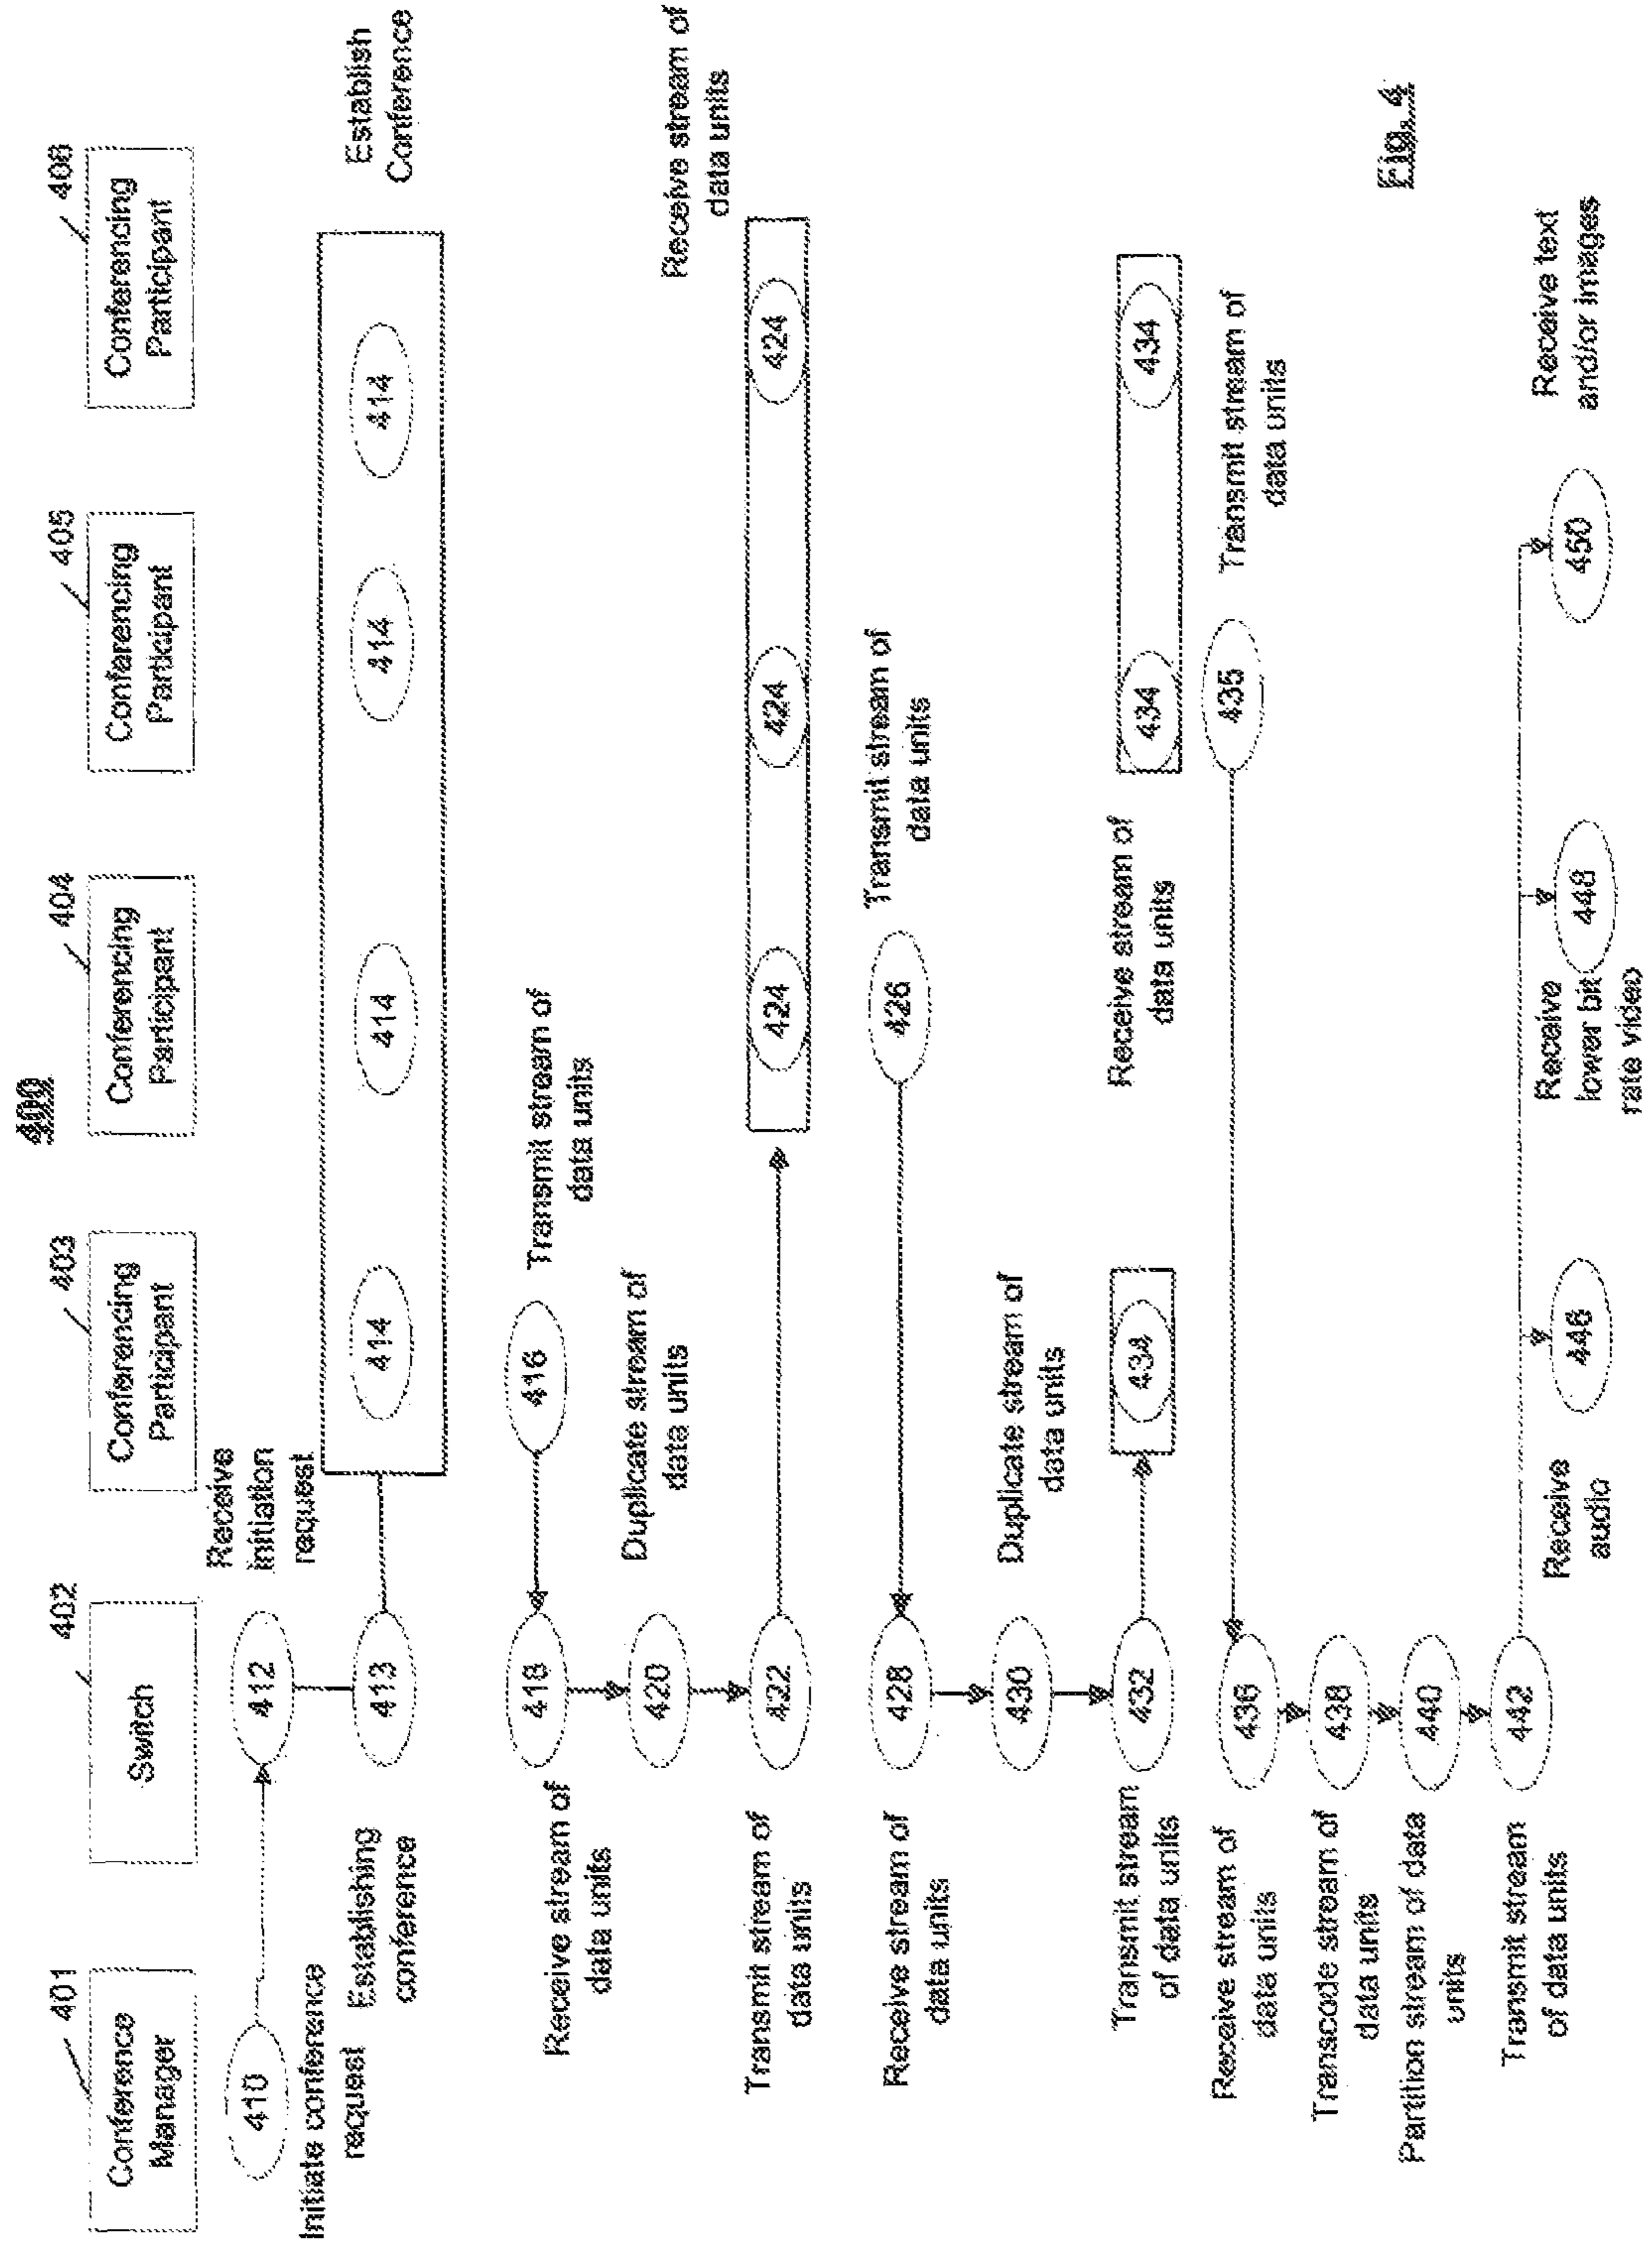 400
401
402
403
404
405
406
Conference
Manager
Switch
Conferencing
Participant
Conferencing
Participant
Conferencing
Participant
Conferencing
Participant
410
Initiate conference
request
412
Receive
initiation
request
413
Establishing
conference
414
414
414
414
Establish
Conference
416
Transmit stream of
data units
418
Receive stream of
data units
420
Duplicate stream of
data units
422
Transmit stream of
data units
424
424
424
Receive stream of
data units
426
Transmit stream of
data units
428
Receive stream of
data units
430
Duplicate stream of
data units
432
Transmit stream
of data units
434
434
434
Receive stream of
data units
435
Transmit stream of
data units
436
Receive stream of
data units
438
Transcode stream of
data units
440
Partition stream of data
units
442
Transmit stream
of data units
446
Receive
audio
448
Receive
lower bit
rate video
450
Receive text
and/or images
Fig. 4